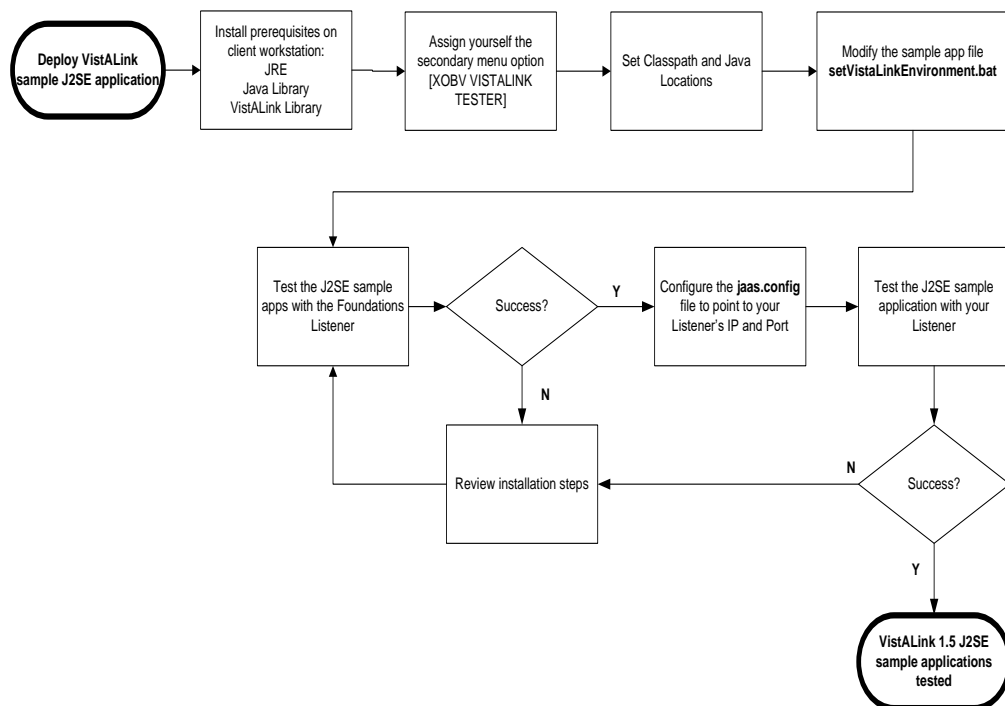 Deploy VistALink
sample J2SE
application
Install prerequisites on
client workstation:
JRE
Java Library
VistALink Library
Assign yourself the
secondary menu option
[XOBV VISTALINK
TESTER]
Set Classpath and Java
Locations
Modify the sample app file
setVistaLinkEnvironment.bat
Test the J2SE sample
apps with the Foundations
Listener
Success?
Y
N
Configure the jaas.config
file to point to your
Listener's IP and Port
Test the J2SE sample
application with your
Listener
Review installation steps
N
Success?
Y
VistALink 1.5 J2SE
sample applications
tested